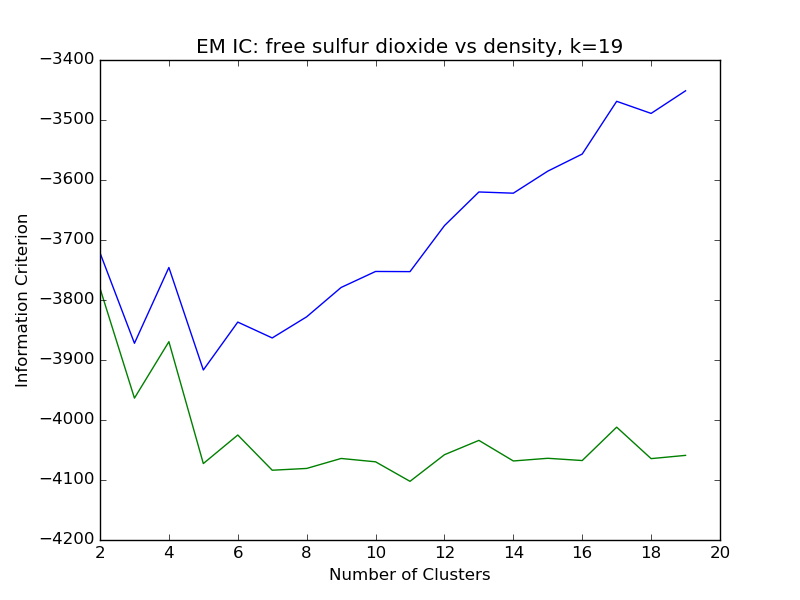 EM IC: free sulfur dioxide vs density, k=19
−3400
−3500
−3600
−3700
−3800
−3900
−4000
−4100
−4200
Information Criterion
2 4 6 8 10 12 14 16 18 20
Number of Clusters